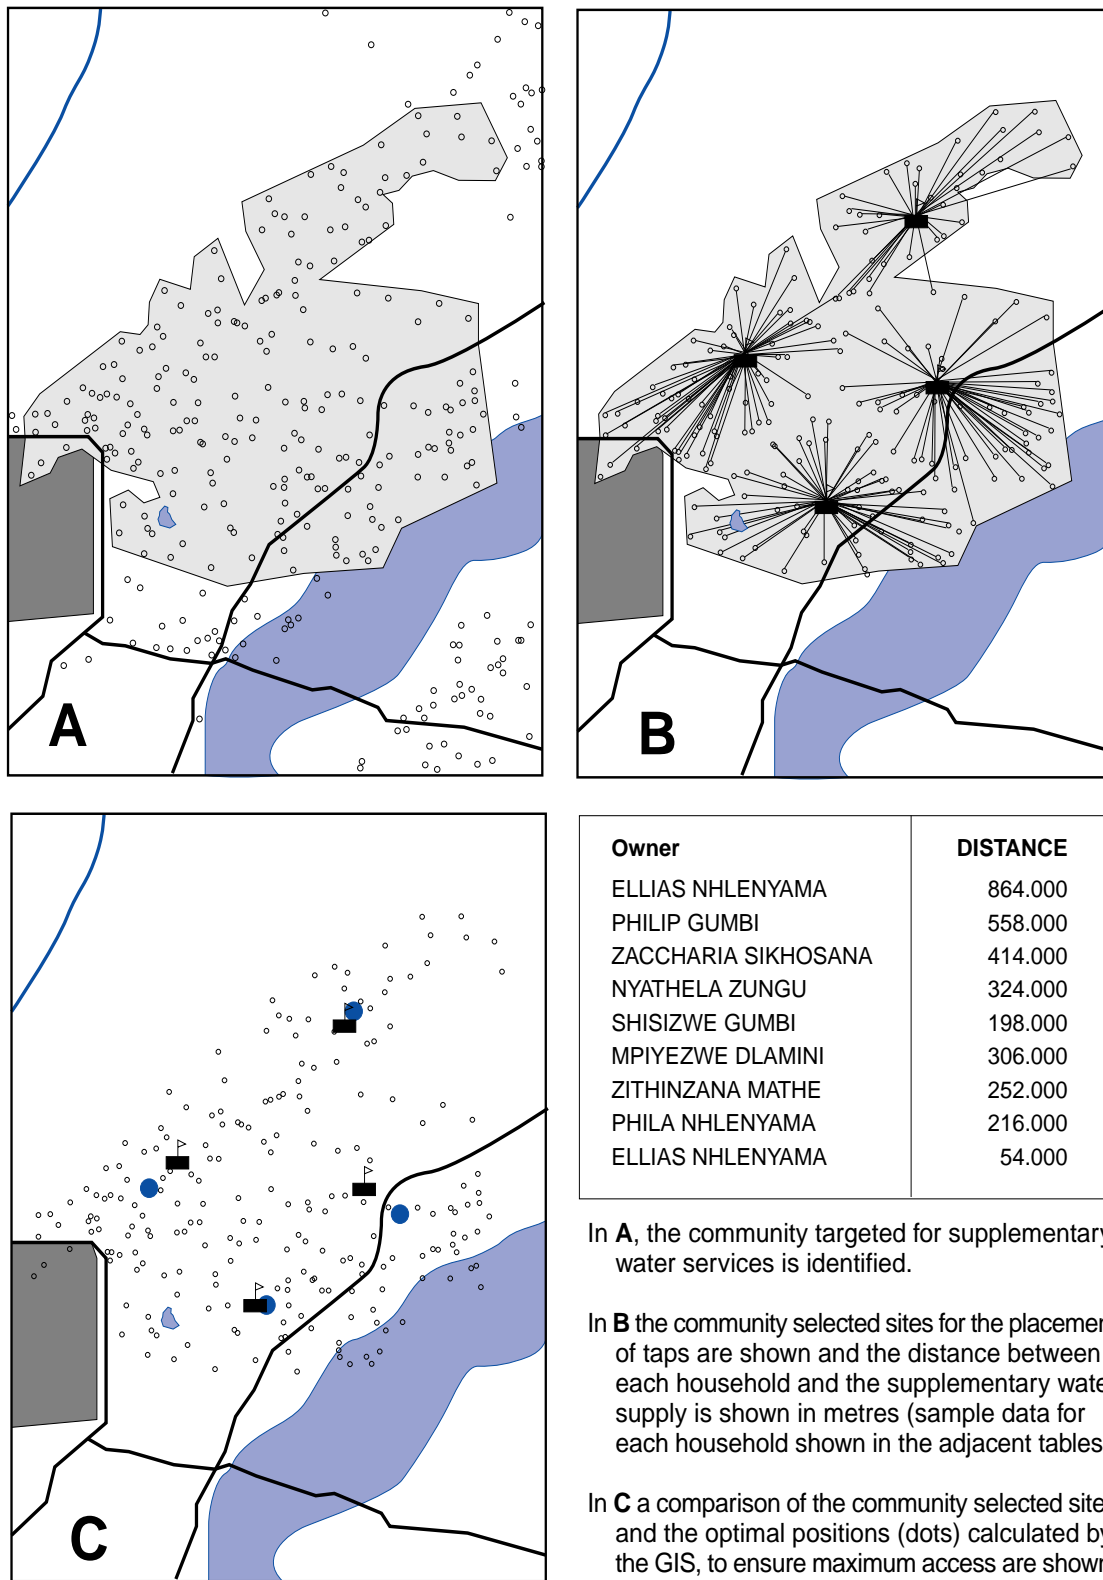 A
B
C
Owner DISTANCE
ELLIAS NHLENYAMA 864.000
PHILIP GUMBI 558.000
ZACCHARIA SIKHOSANA 414.000
NYATHELA ZUNGU 324.000
SHISIZWE GUMBI 198.000
MPIYEZWE DLAMINI 306.000
ZITHINZANA MATHE 252.000
PHILA NHLENYAMA 216.000
ELLIAS NHLENYAMA 54.000
In A, the community targeted for supplementary
water services is identified.
In B the community selected sites for the placemen
of taps are shown and the distance between
each household and the supplementary wate
supply is shown in metres (sample data for
each household shown in the adjacent tables
In C a comparison of the community selected site
and the optimal positions (dots) calculated by
the GIS, to ensure maximum access are shown